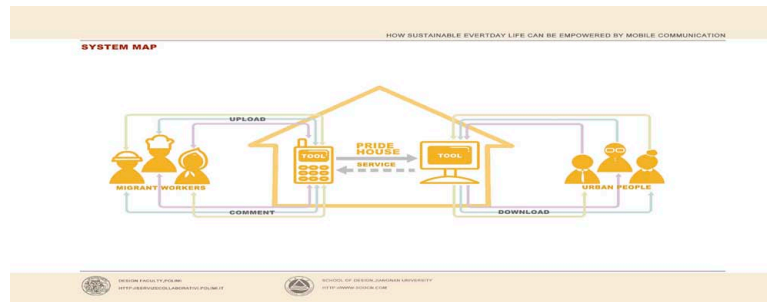 HOW SUSTAINABLE EVERTDAY LIFE CAN BE EMPOWERED BY MOBILE COMMUNICATION
SYSTEM MAP
UPLOAD
PRIDE
HOUSE
TOOL
SERVICE
TOOL
MIGRANT WORKERS
URBAN PEOPLE
COMMENT
DOWNLOAD
DESIGN FACULTY,POLIMI
SCHOOL OF DESIGN,JIANGNAN UNIVERSITY